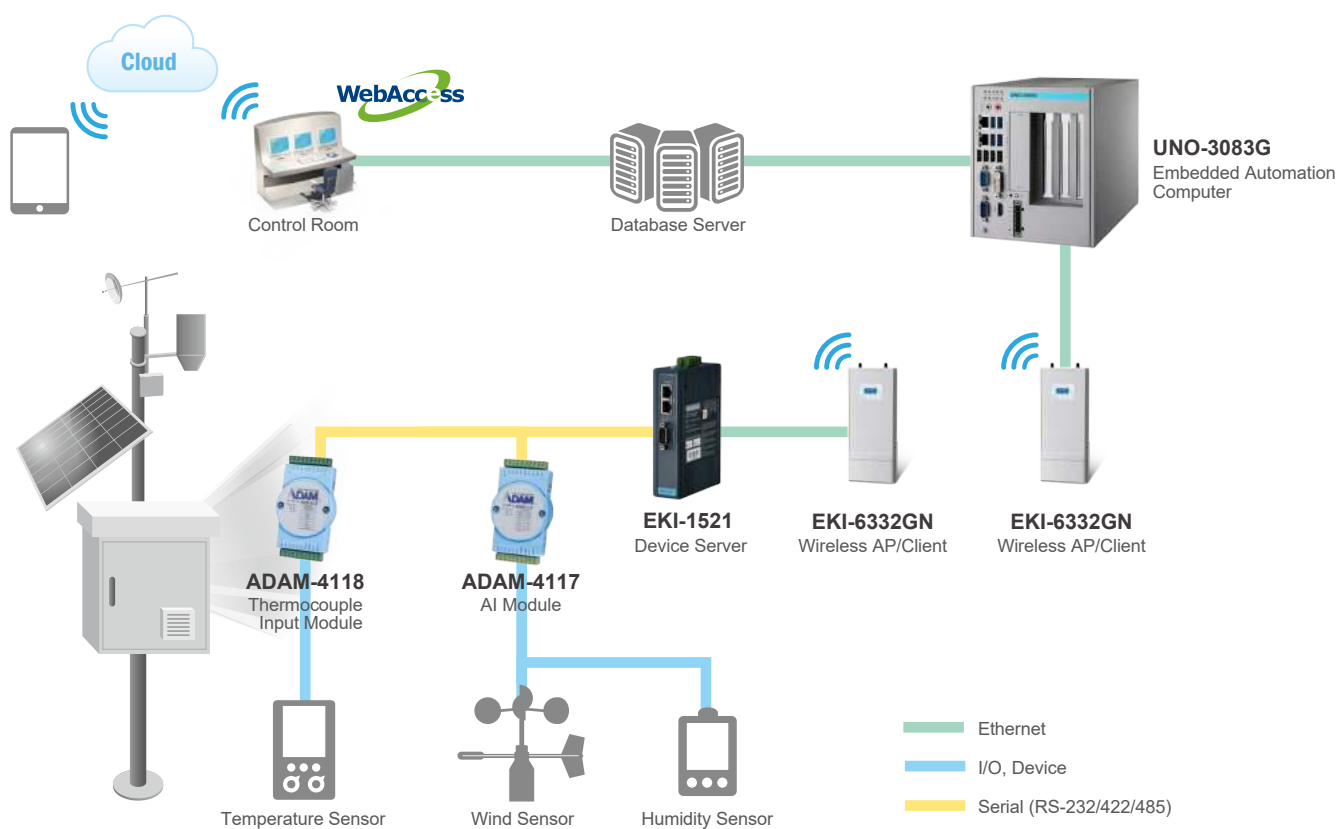 Cloud
WebAccess
UNO-3083G
Embedded Automation
Computer
Control Room
Database Server
EKI-1521
Device Server
EKI-6332GN
Wireless AP/Client
EKI-6332GN
Wireless AP/Client
ADAM
ADAM
ADAM-4118
Thermocouple
Input Module
ADAM-4117
AI Module
Ethernet
I/O, Device
Serial (RS-232/422/485)
Temperature Sensor
Wind Sensor
Humidity Sensor